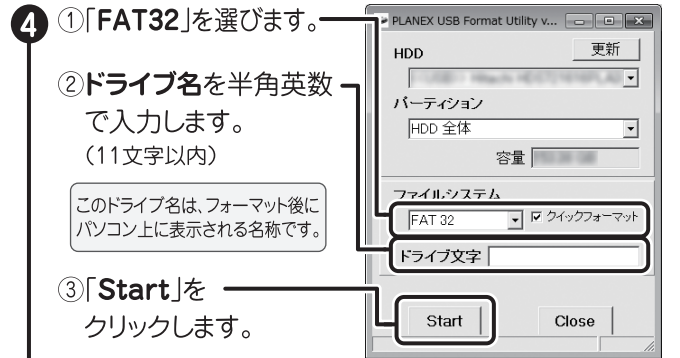 4
①「FAT32」を選びます。
②ドライブ名を半角英数
で入力します。
（11文字以内）
このドライブ名は、フォーマット後に
パソコン上に表示される名称です。
③「Start」を
クリックします。
PLANEX USB Format Utility v...
HDD
更新
パーティション
HDD 全体
容量
ファイルシステム
FAT 32
クイックフォーマット
ドライブ文字
Start
Close